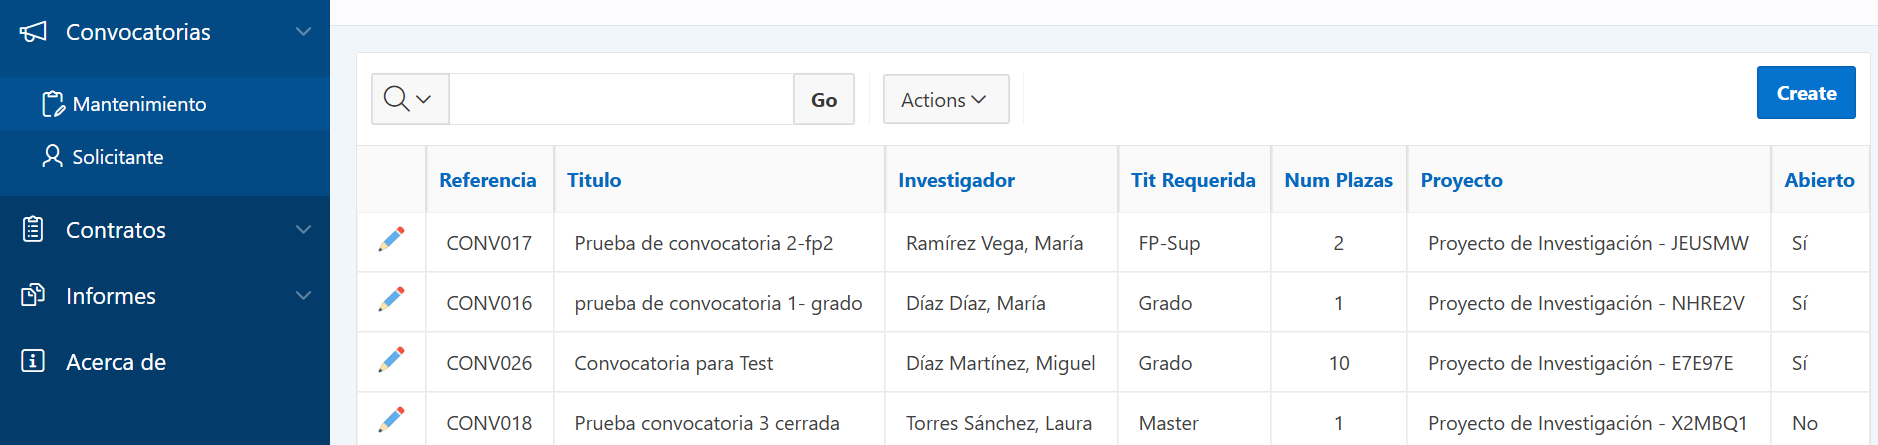 Convocatorias
Mantenimiento
Solicitante
Contratos
Informes
Acerca de
Go
Actions
Create
Referencia Titulo Investigador Tit Requerida Num Plazas Proyecto Abierto
CONV017 Prueba de convocatoria 2-fp2 Ramírez Vega, María FP-Sup 2 Proyecto de Investigación - JEUSMW Sí
CONV016 prueba de convocatoria 1- grado Díaz Díaz, María Grado 1 Proyecto de Investigación - NHRE2V Sí
CONV026 Convocatoria para Test Díaz Martínez, Miguel Grado 10 Proyecto de Investigación - E7E97E Sí
CONV018 Prueba convocatoria 3 cerrada Torres Sánchez, Laura Master 1 Proyecto de Investigación - X2MBQ1 No